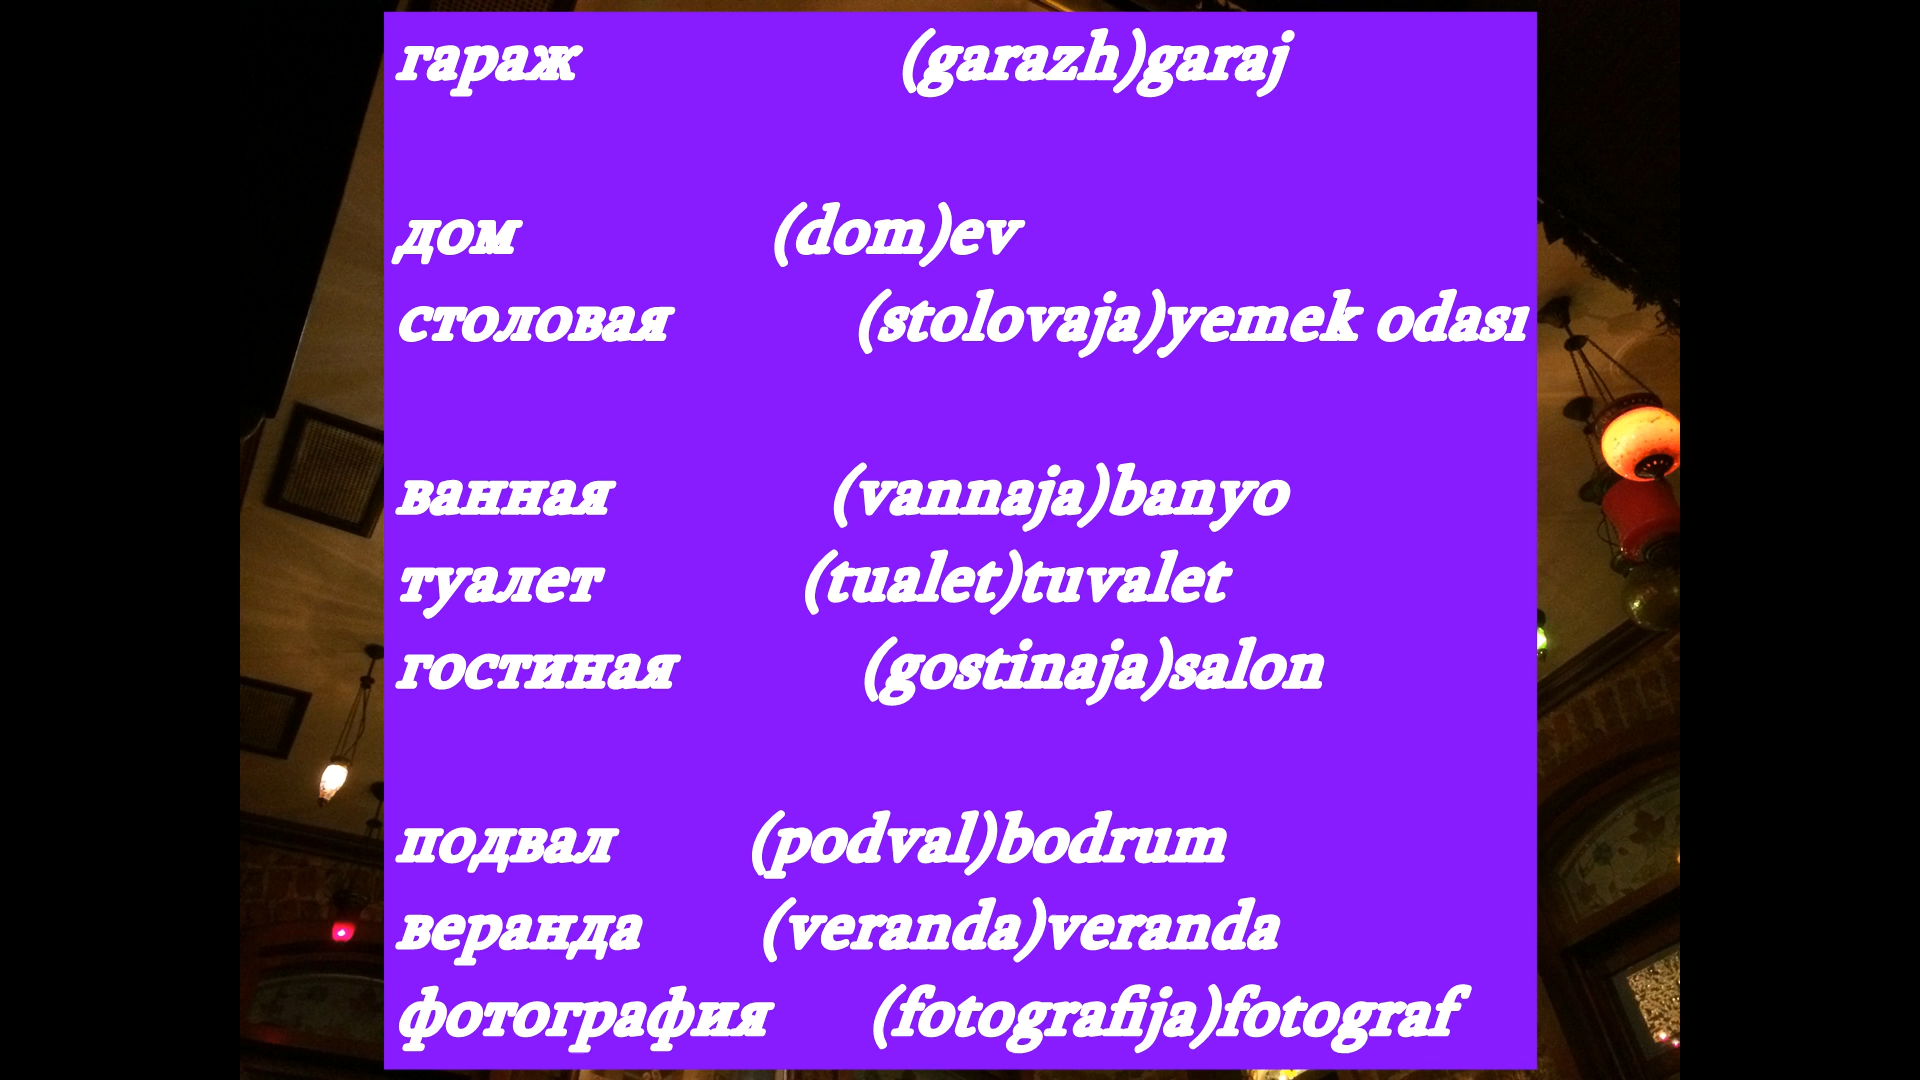 гараж (garazh)garaj
дом (dom)ev
столовая (stolovaja)yemek odası
ванная (vannaja)banyo
туалет (tualet)tuvalet
гостиная (gostinaja)salon
подвал (podval)bodrum
веранда (veranda)veranda
фотография (fotografija)fotograf